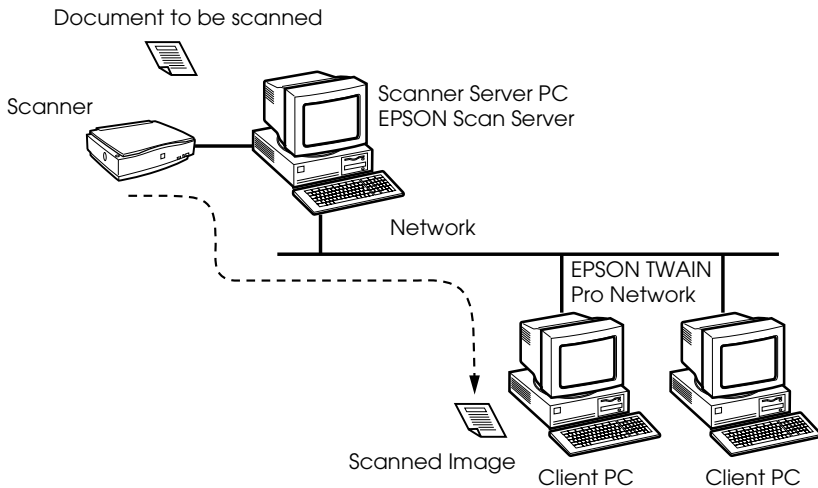 Document to be scanned
Scanner
Scanner Server PC
EPSON Scan Server
Network
EPSON TWAIN
Pro Network
Scanned Image
Client PC
Client PC